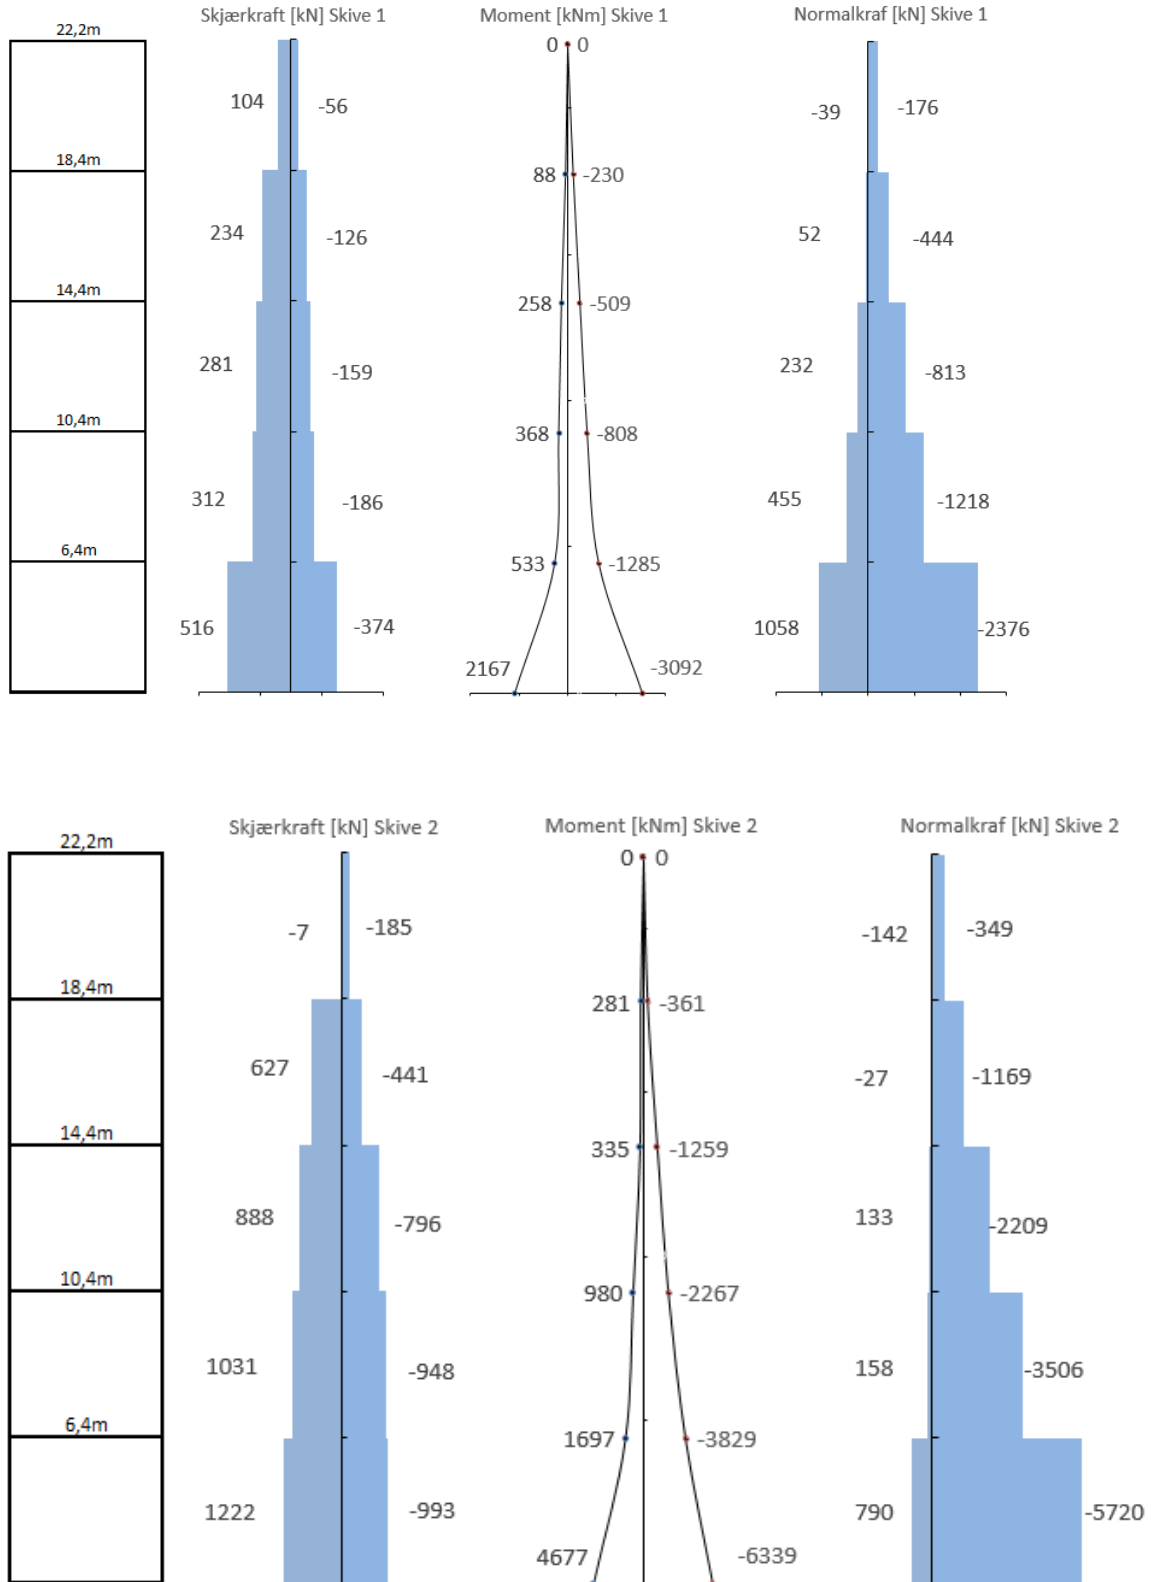 Skjærkraft [kN] Skive 1
Moment [kNm] Skive 1
Normalkraf [kN] Skive 1
22,2m
0 0
104 -56
-39 -176
18,4m
88 -230
234 -126
52 -444
14,4m
258 -509
281 -159
232 -813
10,4m
368 -808
312 -186
455 -1218
6,4m
533 -1285
516 -374
1058 -2376
2167 -3092
Skjærkraft [kN] Skive 2
Moment [kNm] Skive 2
Normalkraf [kN] Skive 2
22,2m
0 0
-7 -185
-142 -349
18,4m
281 -361
627 -441
-27 -1169
14,4m
335 -1259
888 -796
133 -2209
10,4m
980 -2267
1031 -948
158 -3506
6,4m
1697 -3829
1222 -993
790 -5720
4677 -6339